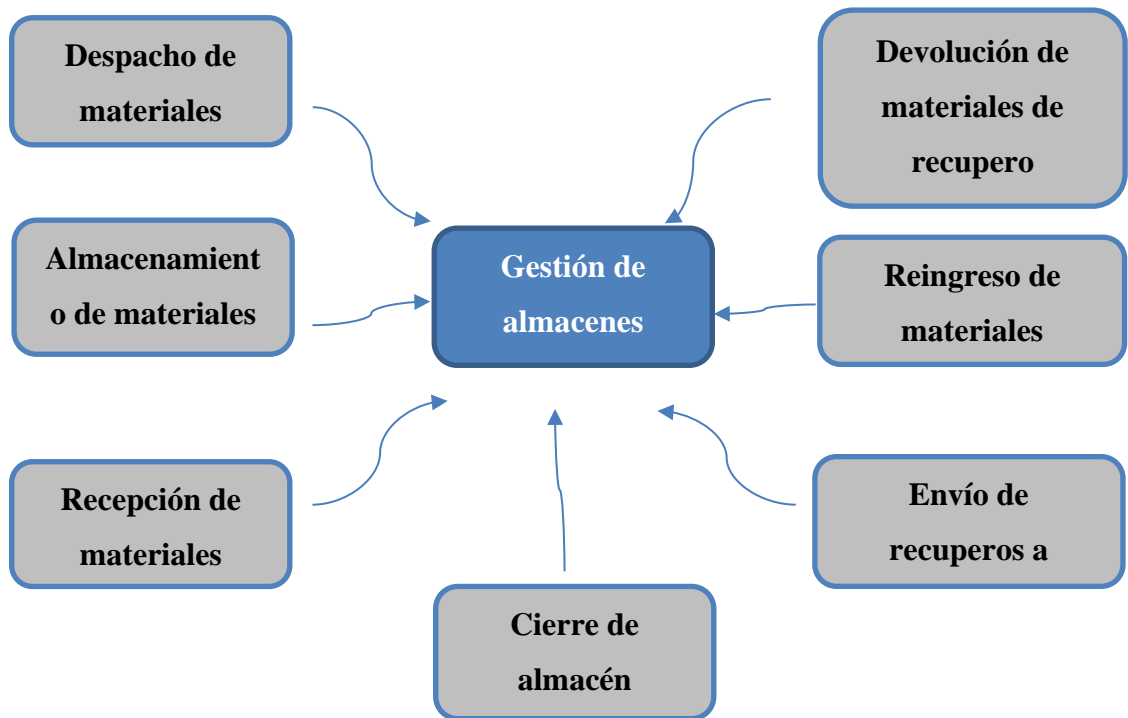 Despacho de
materiales
Devolución de
materiales de
recupero
Almacenamient
o de materiales
Gestión de
almacenes
Reingreso de
materiales
Recepción de
materiales
Envío de
recuperos a
Cierre de
almacén